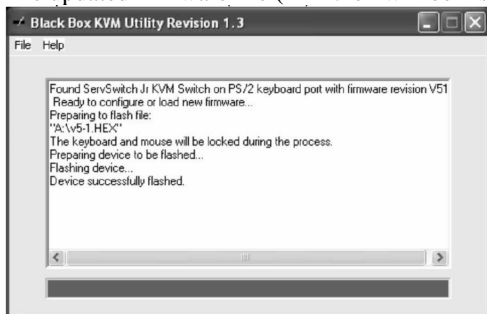 Black Box KVM Utility Revision 1.3
File Help
Found ServSwitch Jr KVM Switch on PS/2 keyboard port with firmware revision V51
Ready to configure or load new firmware...
Preparing to flash file:
"A:\v5-1.HEX"
The keyboard and mouse will be locked during the process.
Preparing device to be flashed...
Flashing device...
Device successfully flashed.